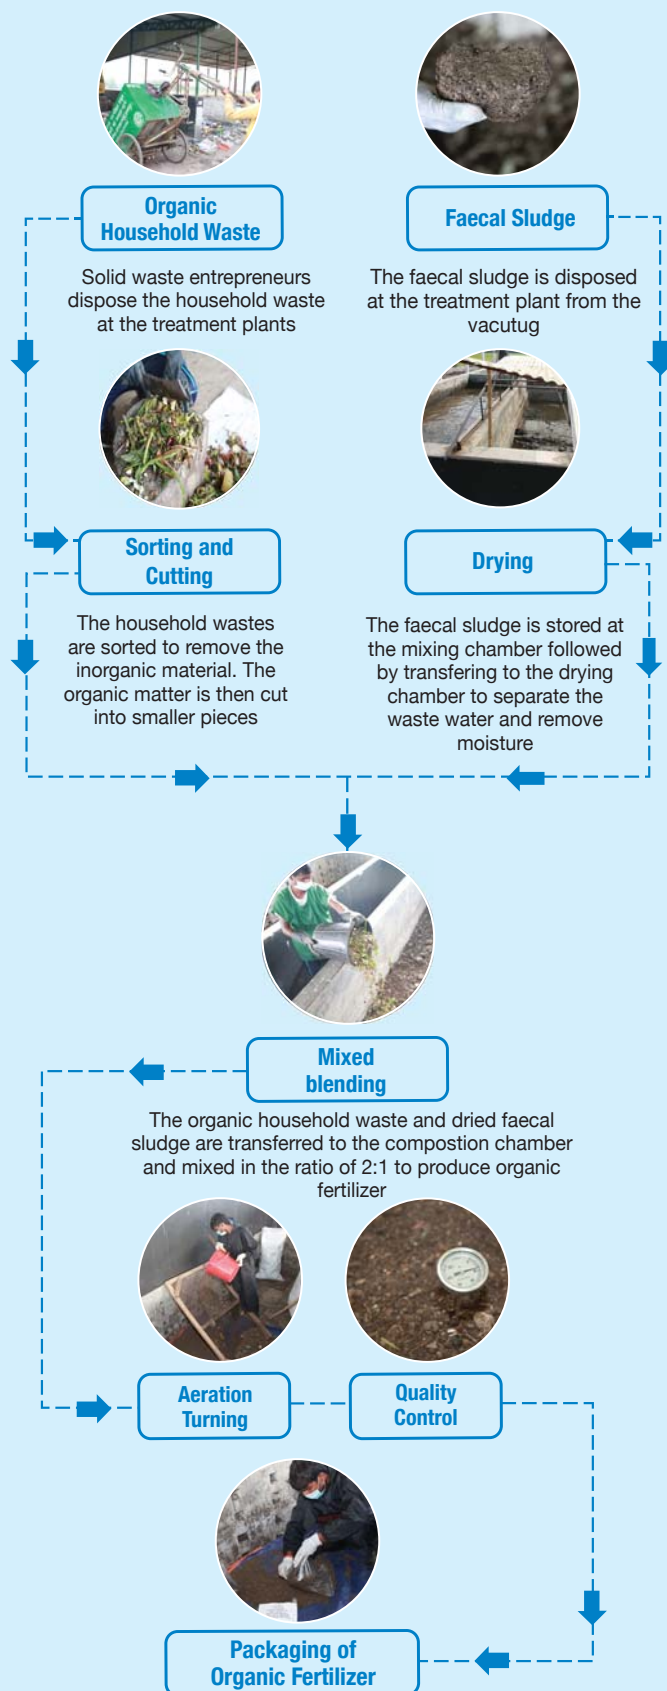 Organic
Household Waste
Solid waste entrepreneurs
dispose the household waste
at the treatment plants
Faecal Sludge
The faecal sludge is disposed
at the treatment plant from the
vacutug
Sorting and
Cutting
The household wastes
are sorted to remove the
inorganic material. The
organic matter is then cut
into smaller pieces
Drying
The faecal sludge is stored at
the mixing chamber followed
by transfering to the drying
chamber to separate the
waste water and remove
moisture
Mixed
blending
The organic household waste and dried faecal
sludge are transferred to the compostion chamber
and mixed in the ratio of 2:1 to produce organic
fertilizer
Aeration
Turning
Quality
Control
Packaging of
Organic Fertilizer